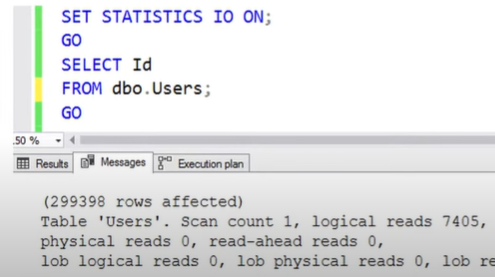 SET STATISTICS IO ON;
GO
SELECT Id
FROM dbo.Users;
GO
.50 %
Results Messages Execution plan
(299398 rows affected)
Table 'Users'. Scan count 1, logical reads 7405,
physical reads 0, read-ahead reads 0,
lob logical reads 0, lob physical reads 0, lob re